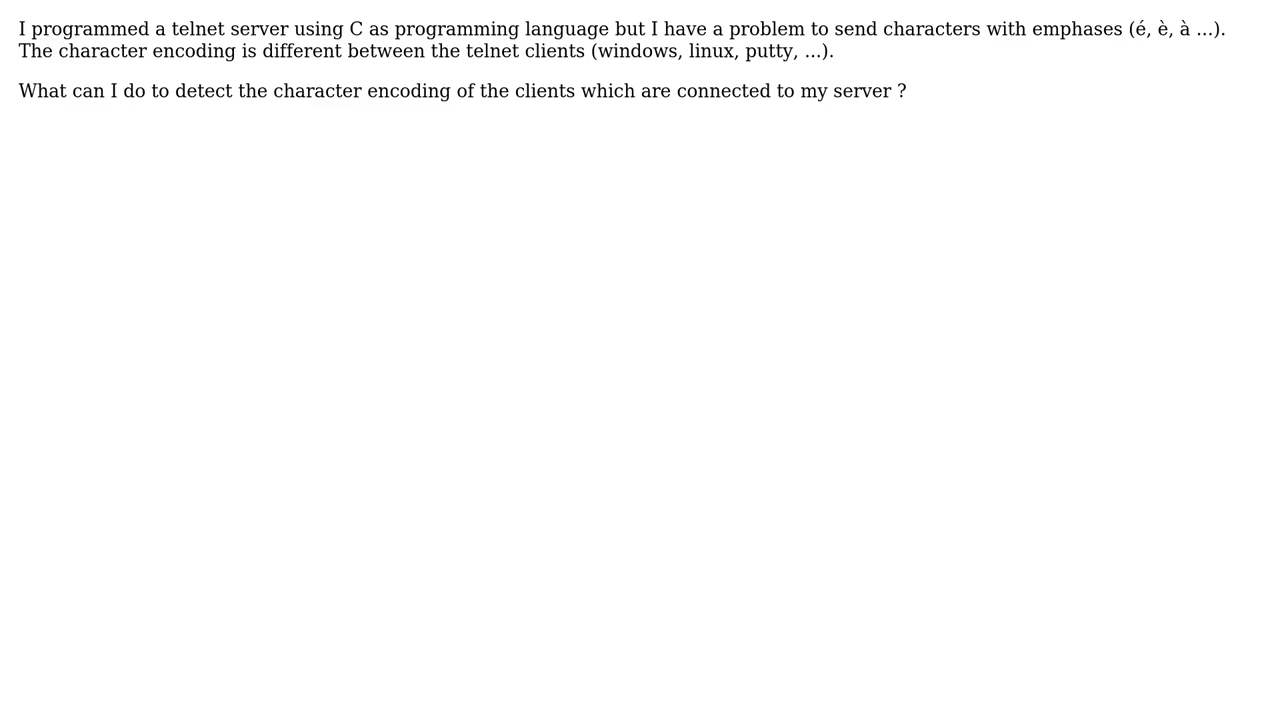 I programmed a telnet server using C as programming language but I have a problem to send characters with emphases (é, è, à ...).
The character encoding is different between the telnet clients (windows, linux, putty, ...).
What can I do to detect the character encoding of the clients which are connected to my server ?